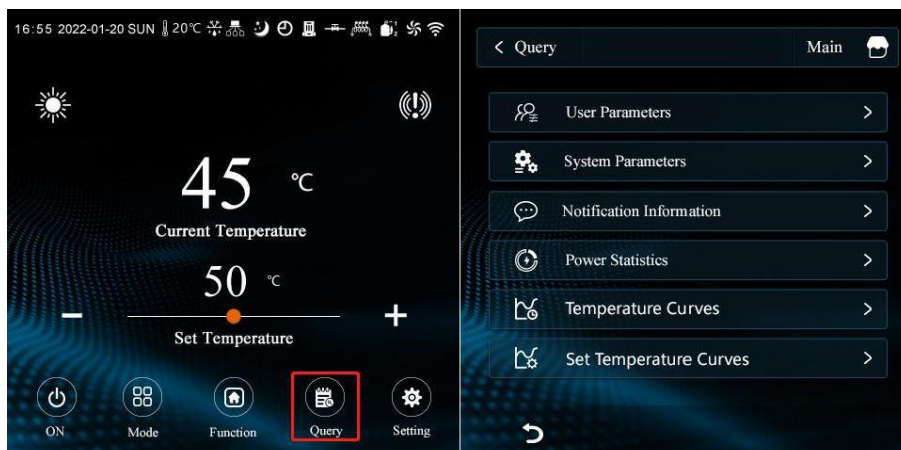 16:55 2022-01-20 SUN 20℃
45 ℃
Current Temperature
50 ℃
Set Temperature
ON Mode Function Query Setting
Query Main
User Parameters
System Parameters
Notification Information
Power Statistics
Temperature Curves
Set Temperature Curves